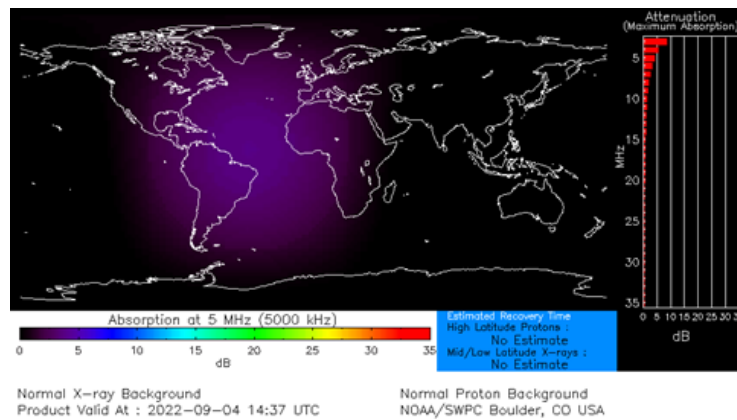 Attenuation
(Maximum Absorption)
5
10
15
20
25
30
35
MHz
0 5 10 15 20 25 30 35
dB
Absorption at 5 MHz (5000 kHz)
0 5 10 15 20 25 30 35
dB
Estimated Recovery Time
High Latitude Protons :
No Estimate
Mid/Low Latitude X-rays :
No Estimate
Normal X-ray Background
Product Valid At : 2022-09-04 14:37 UTC
Normal Proton Background
NOAA/SWPC Boulder, CO USA